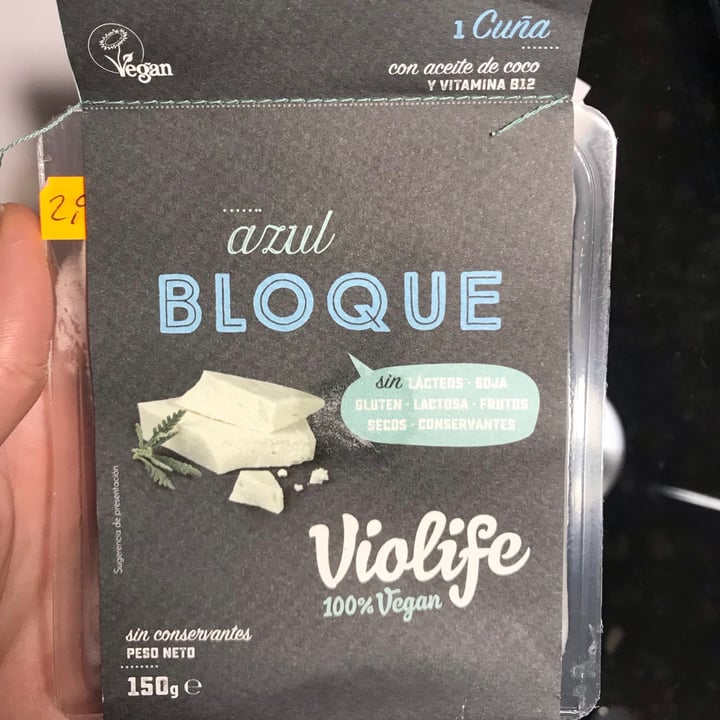 Vegan
1 Cuña
con aceite de coco
Y VITAMINA B12
2,
azul
BLOQUE
sin LÁCTEOS · SOJA
GLUTEN · LACTOSA · FRUTOS
SECOS · CONSERVANTES
Sugerencia de presentación
Violife
100% Vegan
sin conservantes
PESO NETO
150g e